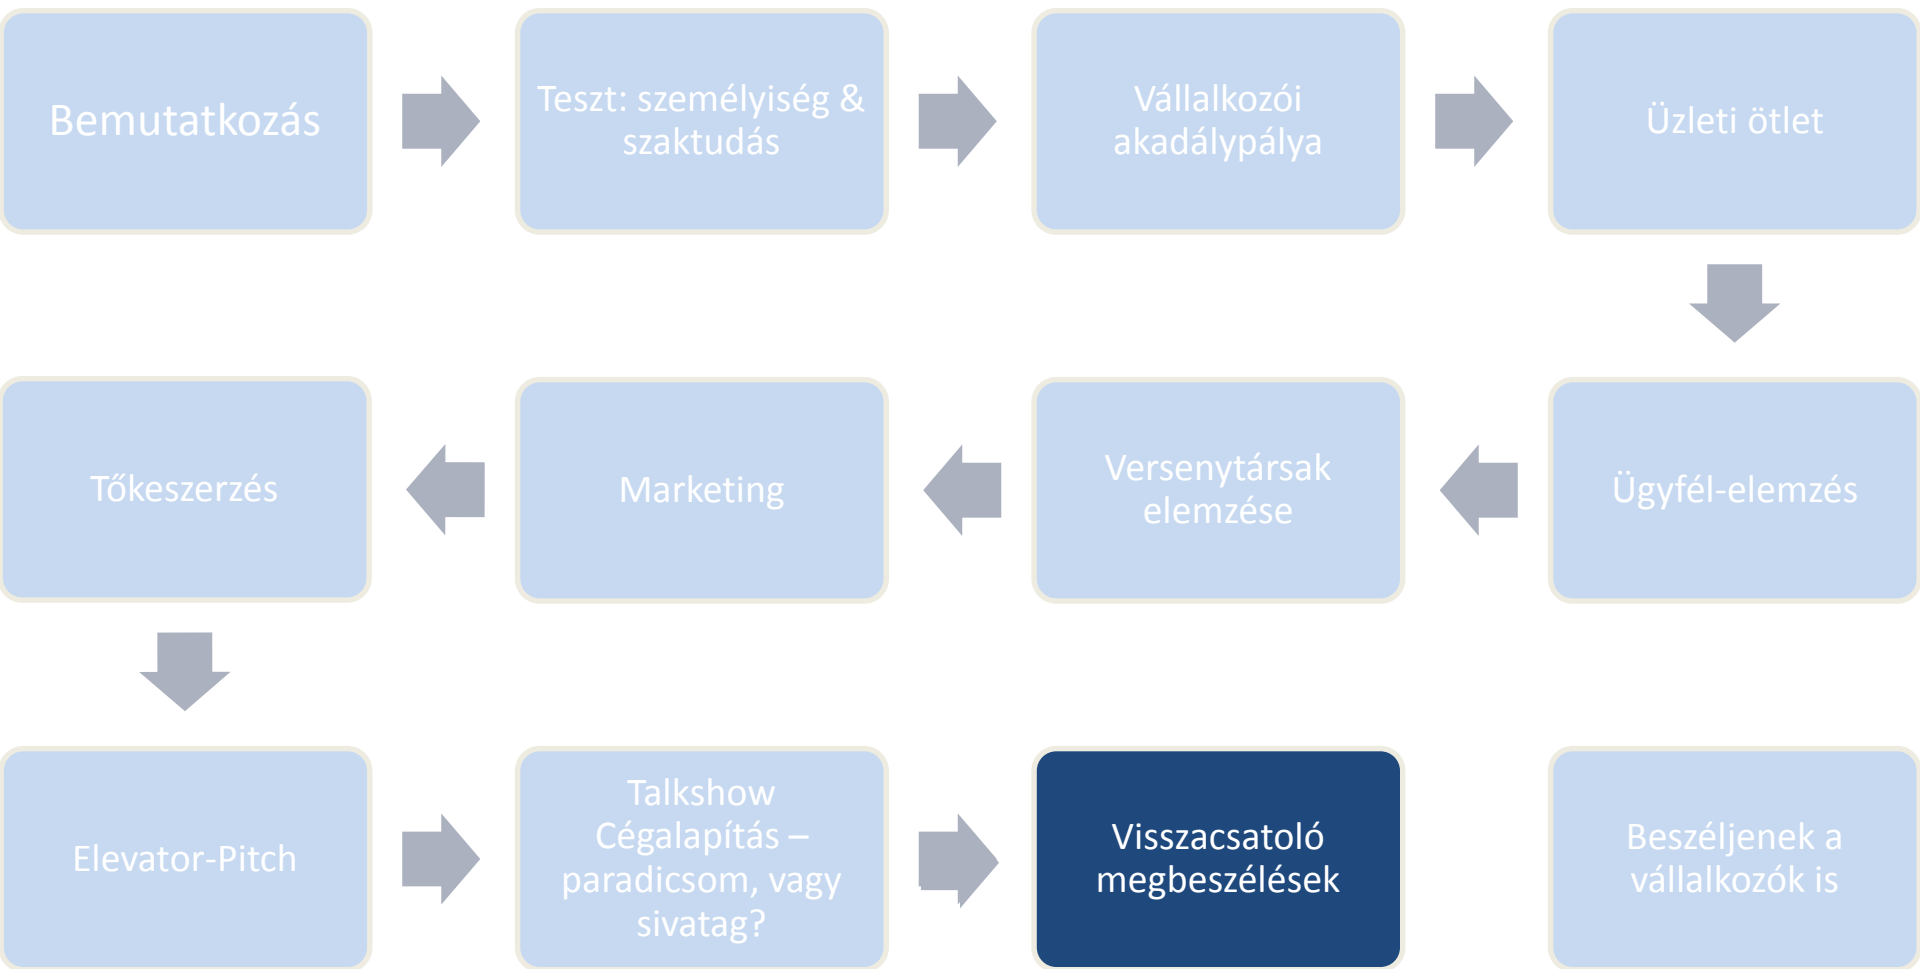 Bemutatkozás
Teszt: személyiség &
szaktudás
Vállalkozói
akadálypálya
Üzleti ötlet
Tőkeszerzés
Marketing
Versenytársak
elemzése
Ügyfél-elemzés
Elevator-Pitch
Talkshow
Cégalapítás –
paradicsom, vagy
sivatag?
Visszacsatoló
megbeszélések
Beszéljenek a
vállalkozók is